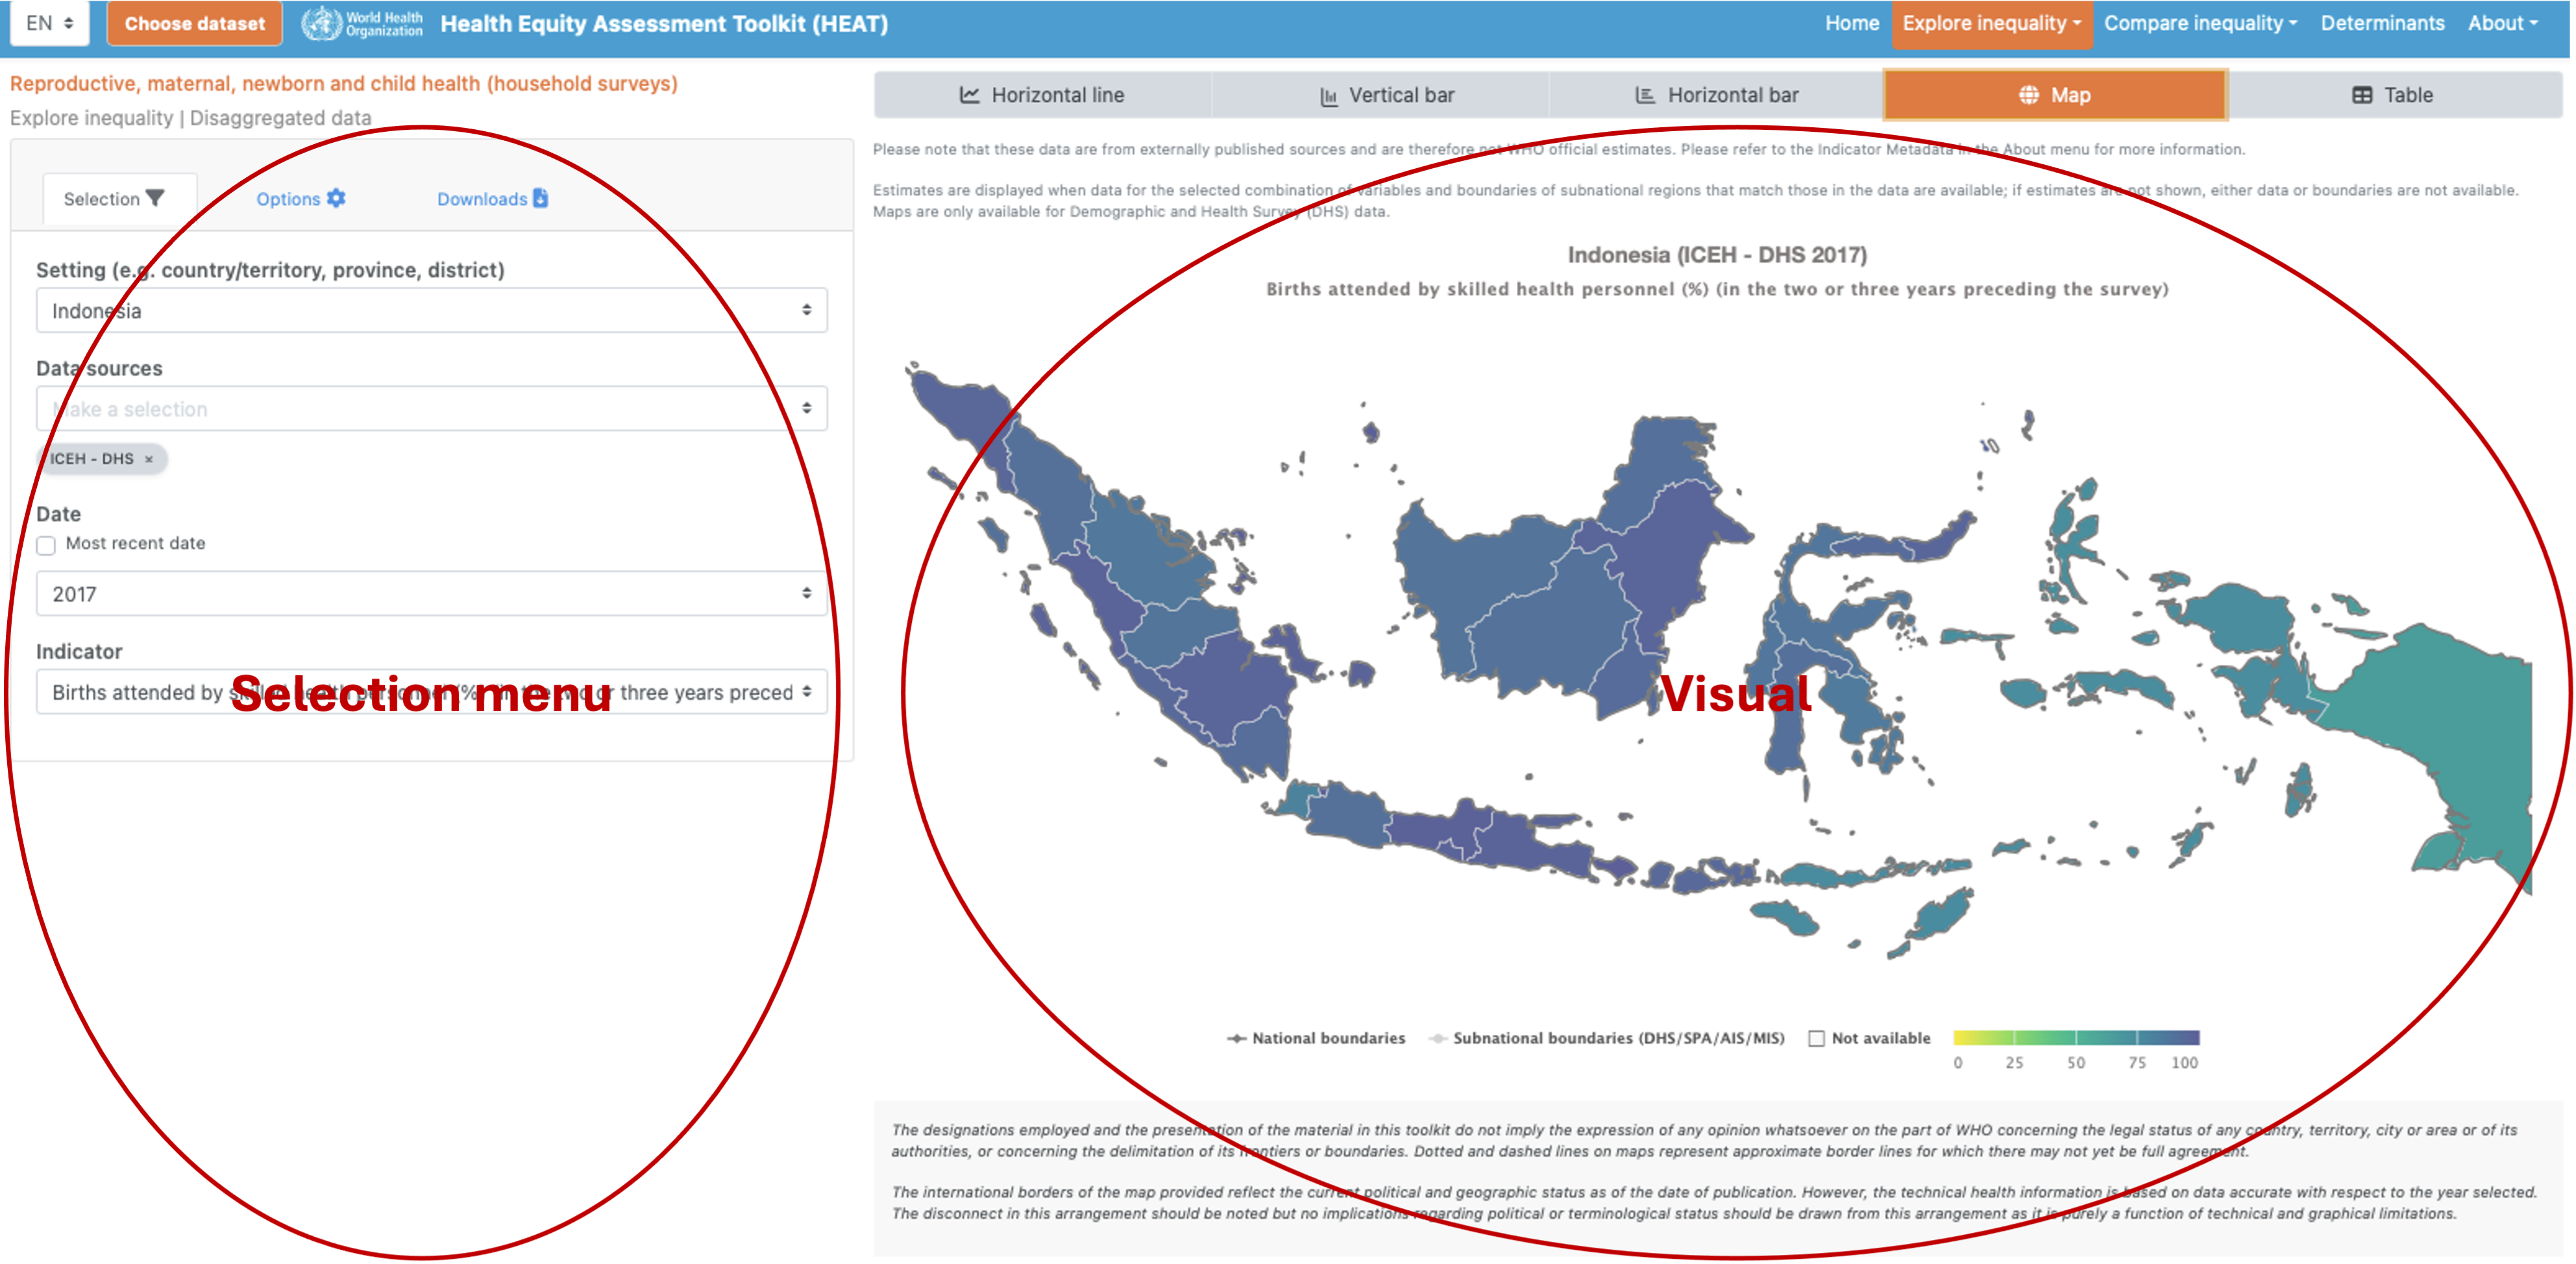 EN
Choose dataset
World Health
Organization
Health Equity Assessment Toolkit (HEAT)
Home
Explore inequality
Compare inequality
Determinants
About
Reproductive, maternal, newborn and child health (household surveys)
Explore inequality | Disaggregated data
Selection
Options
Downloads
Setting (e.g. country/territory, province, district)
Indonesia
Data sources
Make a selection
ICEH - DHS ×
Date
Most recent date
2017
Indicator
Births attended by skilled health personnel (%) (in the two or three years preced
Selection menu
Horizontal line
Vertical bar
Horizontal bar
Map
Table
Please note that these data are from externally published sources and are therefore not WHO official estimates. Please refer to the Indicator Metadata in the About menu for more information.
Estimates are displayed when data for the selected combination of variables and boundaries of subnational regions that match those in the data are available; if estimates are not shown, either data or boundaries are not available.
Maps are only available for Demographic and Health Survey (DHS) data.
Indonesia (ICEH - DHS 2017)
Births attended by skilled health personnel (%) (in the two or three years preceding the survey)
Visual
National boundaries
Subnational boundaries (DHS/SPA/AIS/MIS)
Not available
0 25 50 75 100
The designations employed and the presentation of the material in this toolkit do not imply the expression of any opinion whatsoever on the part of WHO concerning the legal status of any country, territory, city or area or of its
authorities, or concerning the delimitation of its frontiers or boundaries. Dotted and dashed lines on maps represent approximate border lines for which there may not yet be full agreement.
The international borders of the map provided reflect the current political and geographic status as of the date of publication. However, the technical health information is based on data accurate with respect to the year selected.
The disconnect in this arrangement should be noted but no implications regarding political or terminological status should be drawn from this arrangement as it is purely a function of technical and graphical limitations.